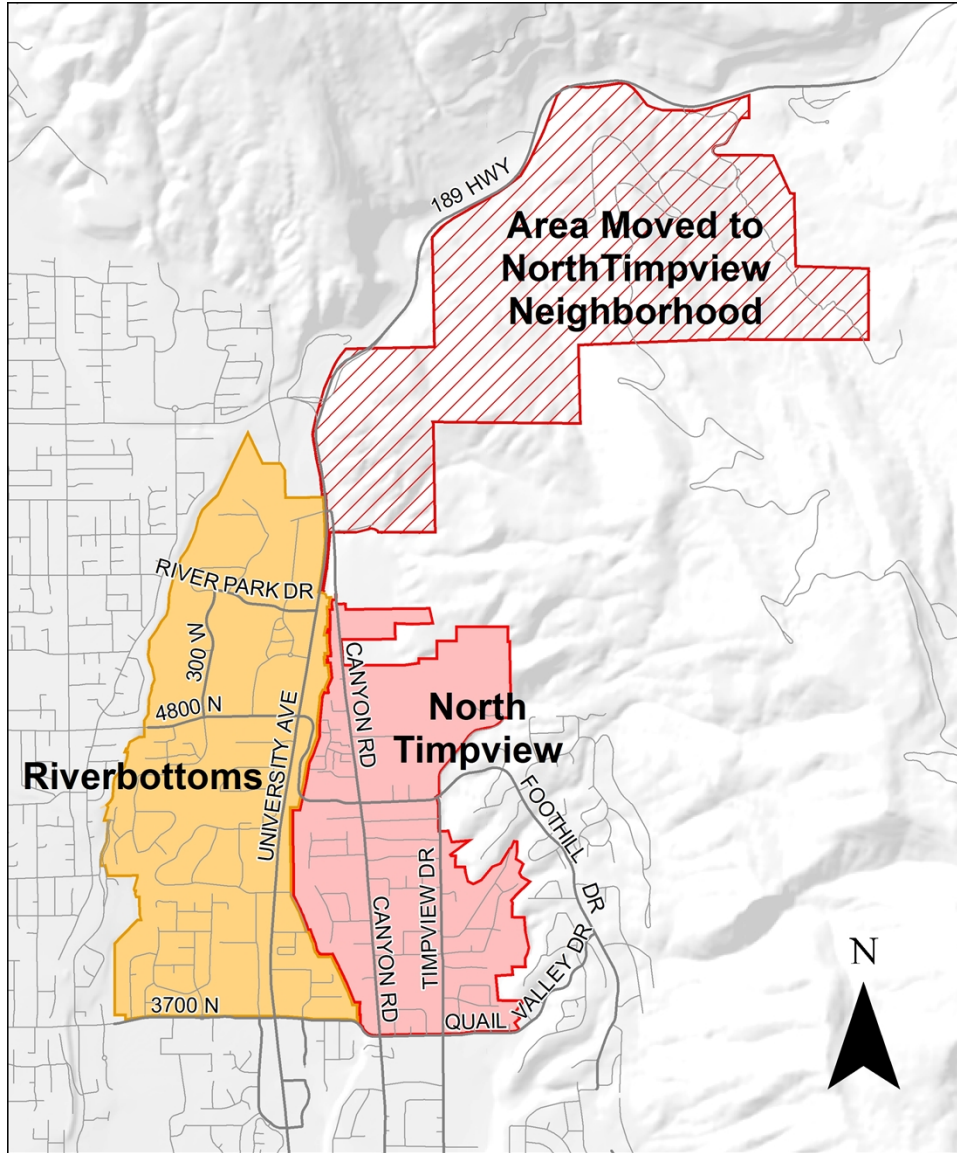 189 HWY
Area Moved to
NorthTimpview
Neighborhood
RIVER PARK DR
300 W
CANYON RD
4800 N
UNIVERSITY AVE
North
Timpview
Riverbottoms
FOOTHILL DR
TIMPVIEW DR
CANYON RD
QUAIL VALLEY DR
3700 N
N